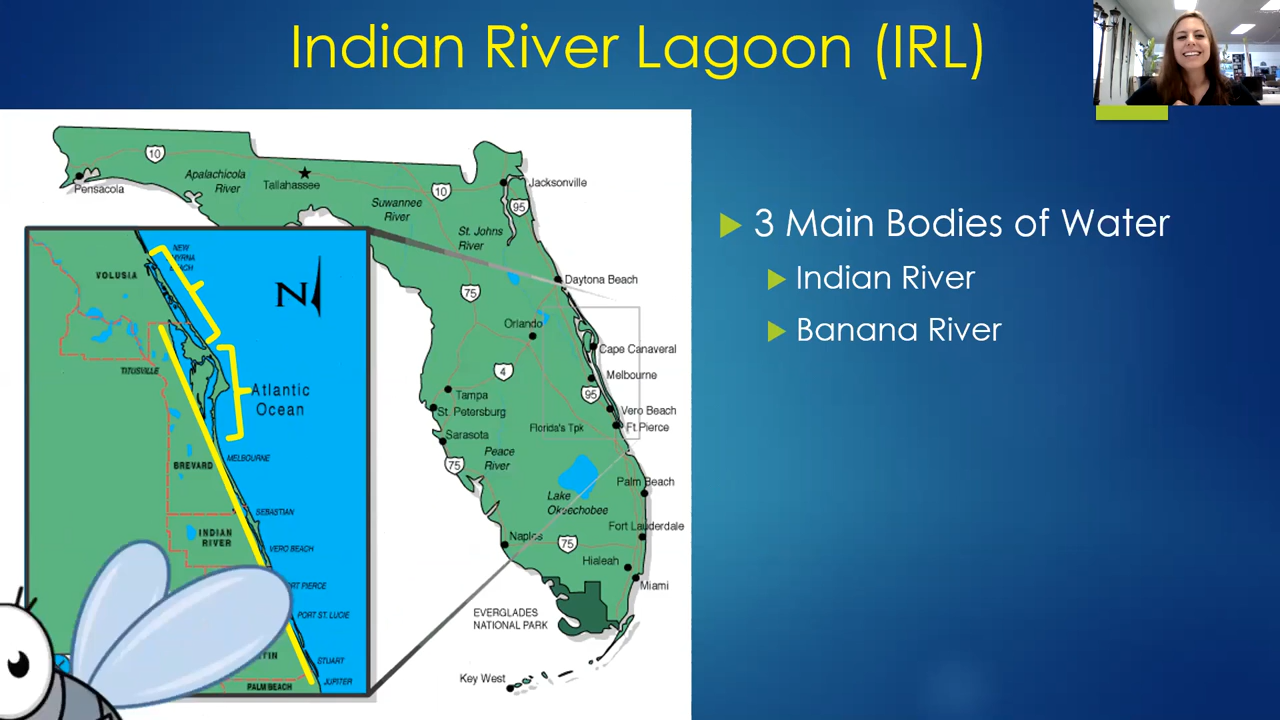 Indian River Lagoon (IRL)
3 Main Bodies of Water
Indian River
Banana River
10
Pensacola
Apalachicola
River
Tallahassee
Suwannee
River
10
Jacksonville
95
St. Johns
River
75
Daytona Beach
Orlando
Cape Canaveral
Melbourne
4
95
Tampa
St. Petersburg
Vero Beach
Florida's Tpk
Ft Pierce
Sarasota
Peace
River
75
Palm Beach
Lake
Okeechobee
Fort Lauderdale
Naples
75
Hialeah
Miami
EVERGLADES
NATIONAL PARK
Key West
NEW
BEACH
VOLUSIA
N
TITUSVILLE
Atlantic
Ocean
BREVARD
MELBOURNE
SEBASTIAN
INDIAN
RIVER
VERO BEACH
PIERCE
PORT ST. LUCIE
STUART
PALM BEACH
JUPITER